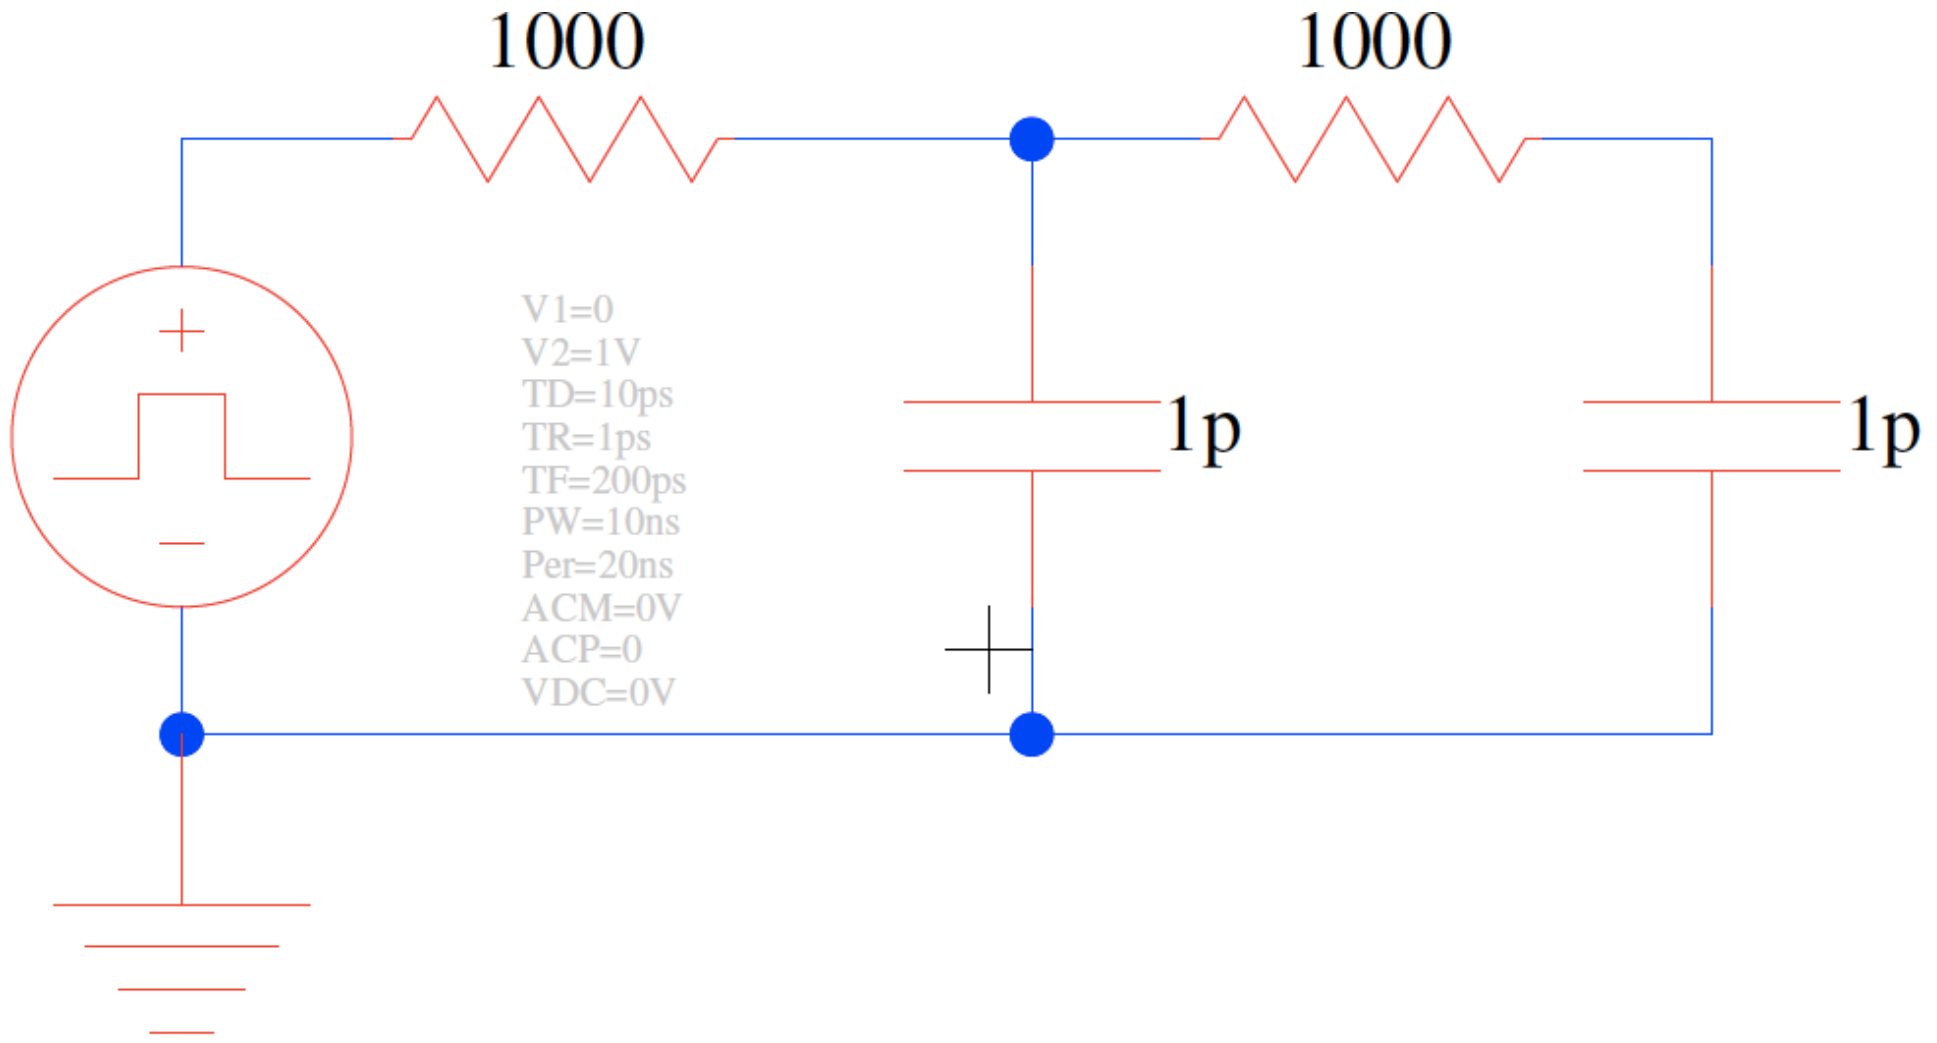 1000
1000
V1=0
V2=1V
TD=10ps
TR=1ps
TF=200ps
PW=10ns
Per=20ns
ACM=0V
ACP=0
VDC=0V
1p
1p